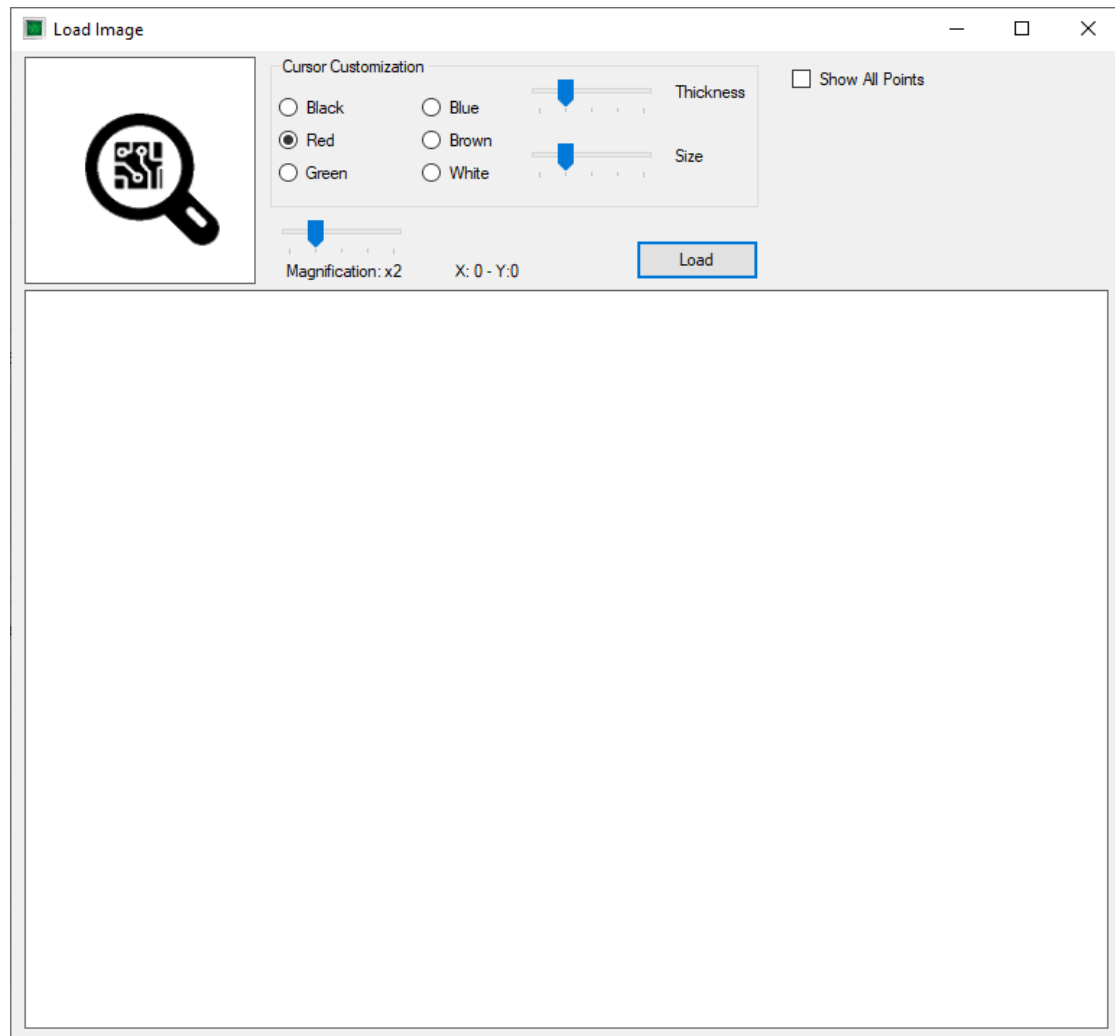 Load Image
Cursor Customization
Black
Red
Green
Blue
Brown
White
Thickness
Size
Show All Points
Magnification: x2
X: 0 - Y:0
Load